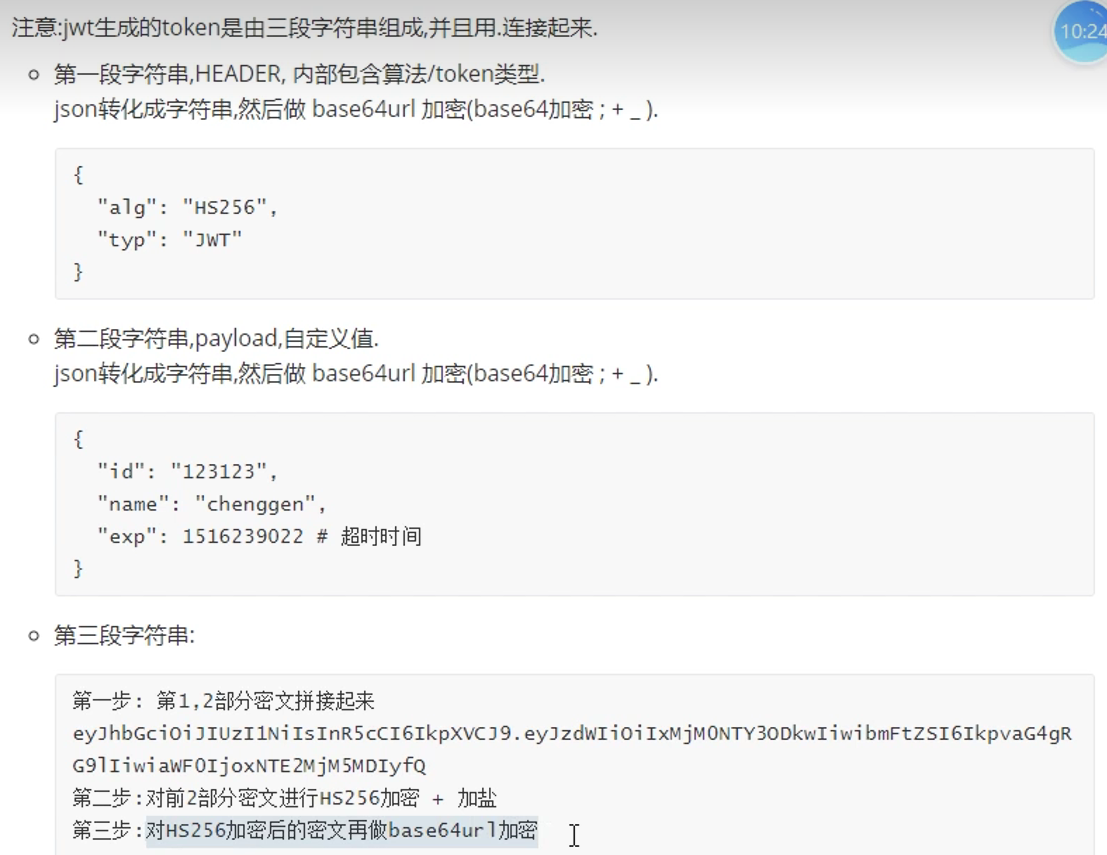 注意:jwt生成的token是由三段字符串组成,并且用.连接起来.
10:24
第一段字符串,HEADER, 内部包含算法/token类型.
json转化成字符串,然后做 base64url 加密(base64加密 ; + _ ).
{
"alg": "HS256",
"typ": "JWT"
}
第二段字符串,payload,自定义值.
json转化成字符串,然后做 base64url 加密(base64加密 ; + _ ).
{
"id": "123123",
"name": "chenggen",
"exp": 1516239022 # 超时时间
}
第三段字符串:
第一步: 第1,2部分密文拼接起来
eyJhbGciOiJIUzI1NiIsInR5cCI6IkpXVCJ9.eyJzdWIiOiIxMjM0NTY3ODkwIiwibmFtZSI6IkpvaG4gR
G9lIiwiaWF0IjoxNTE2MjM5MDIyfQ
第二步:对前2部分密文进行HS256加密 + 加盐
第三步:对HS256加密后的密文再做base64url加密